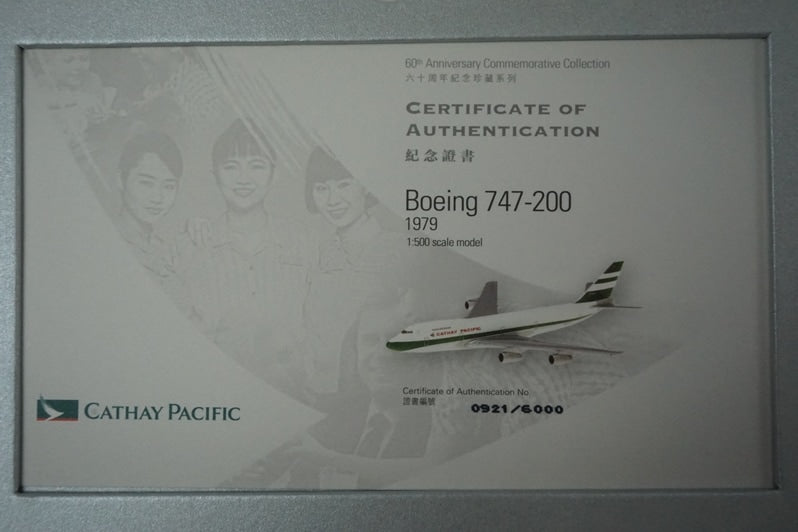 60th Anniversary Commemorative Collection
六十周年紀念珍藏系列
CERTIFICATE OF
AUTHENTICATION
紀念證書
Boeing 747-200
1979
1:500 scale model
CATHAY PACIFIC
Certificate of Authentication No.
證書編號
0921/6000
CATHAY PACIFIC